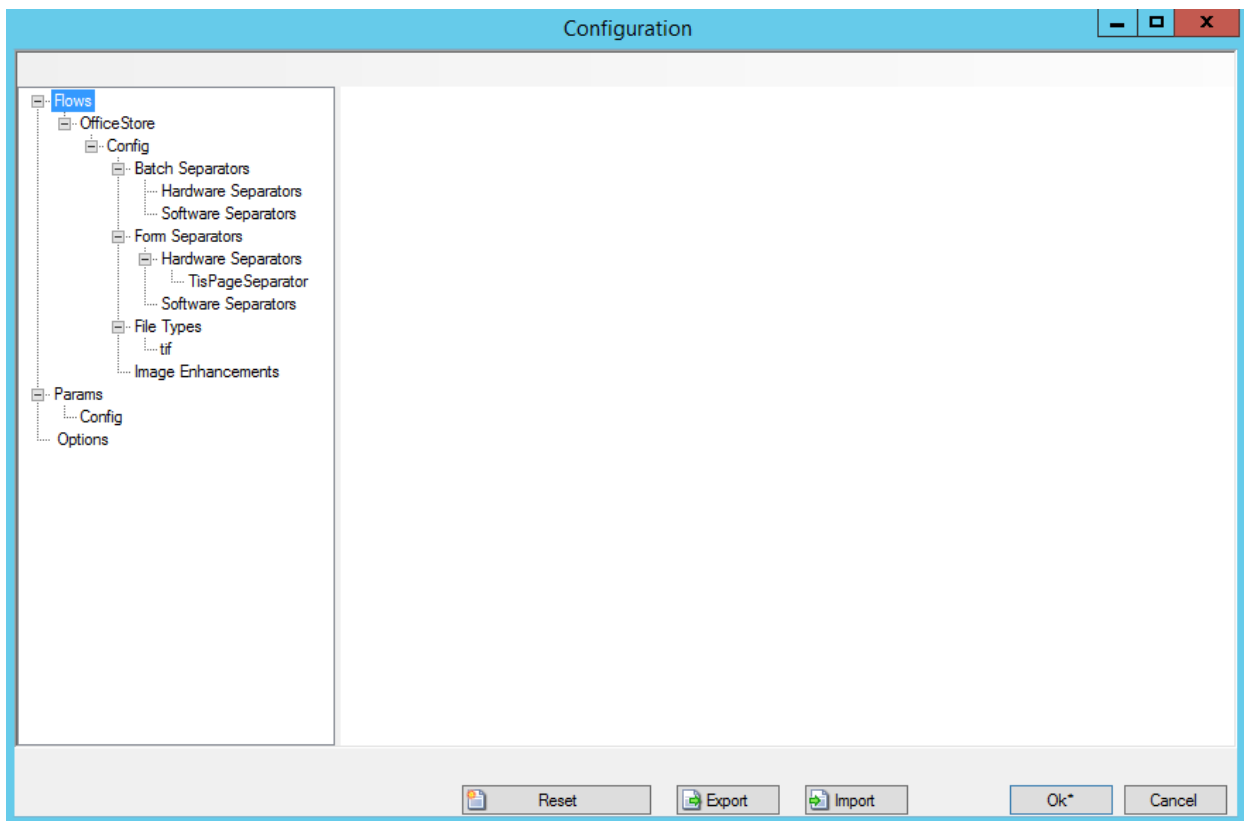 Configuration
Flows
OfficeStore
Config
Batch Separators
Hardware Separators
Software Separators
Form Separators
Hardware Separators
TisPageSeparator
Software Separators
File Types
tif
Image Enhancements
Params
Config
Options
Reset Export Import Ok* Cancel